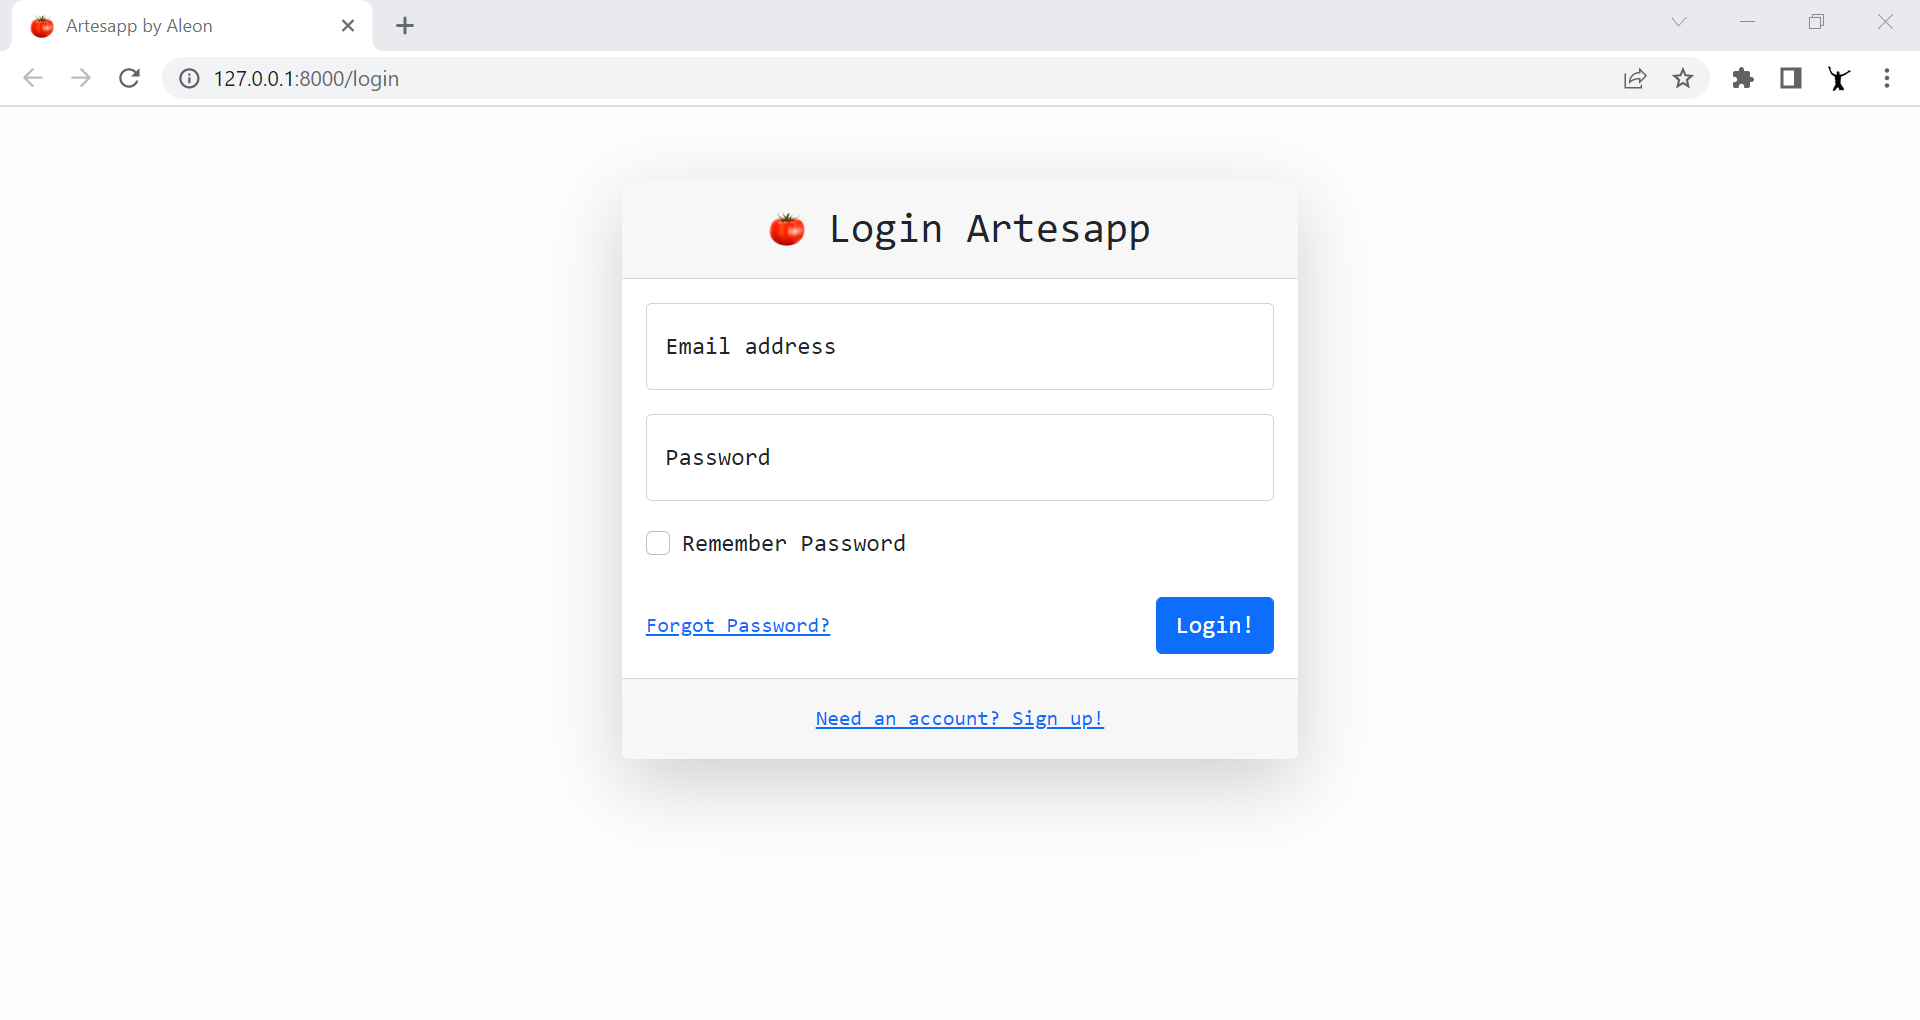 Artesapp by Aleon
127.0.0.1:8000/login
Login Artesapp
Email address
Password
Remember Password
Forgot Password?
Login!
Need an account? Sign up!